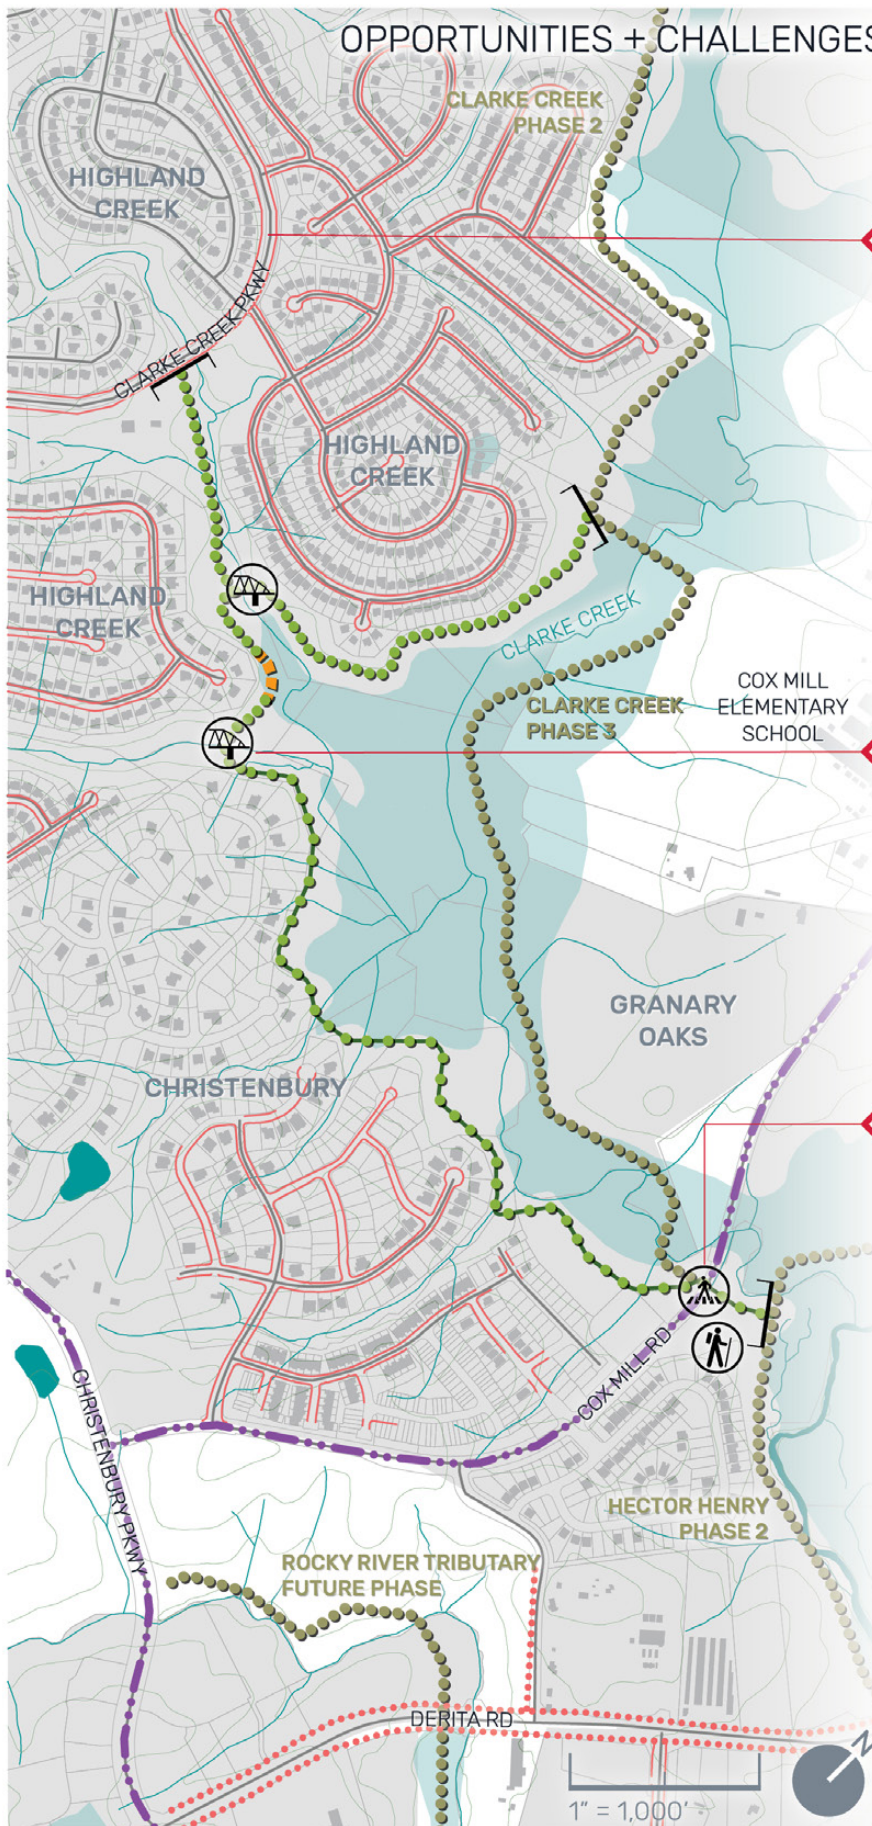 OPPORTUNITIES + CHALLENGES
CLARKE CREEK
PHASE 2
HIGHLAND
CREEK
CLARKE CREEK PKWY
HIGHLAND
CREEK
HIGHLAND
CREEK
CLARKE CREEK
COX MILL
ELEMENTARY
SCHOOL
CLARKE CREEK
PHASE 3
GRANARY
OAKS
CHRISTENBURY
COX MILL RD
CHRISTENBURY PKWY
HECTOR HENRY
PHASE 2
ROCKY RIVER TRIBUTARY
FUTURE PHASE
DERITA RD
N
1" = 1,000'